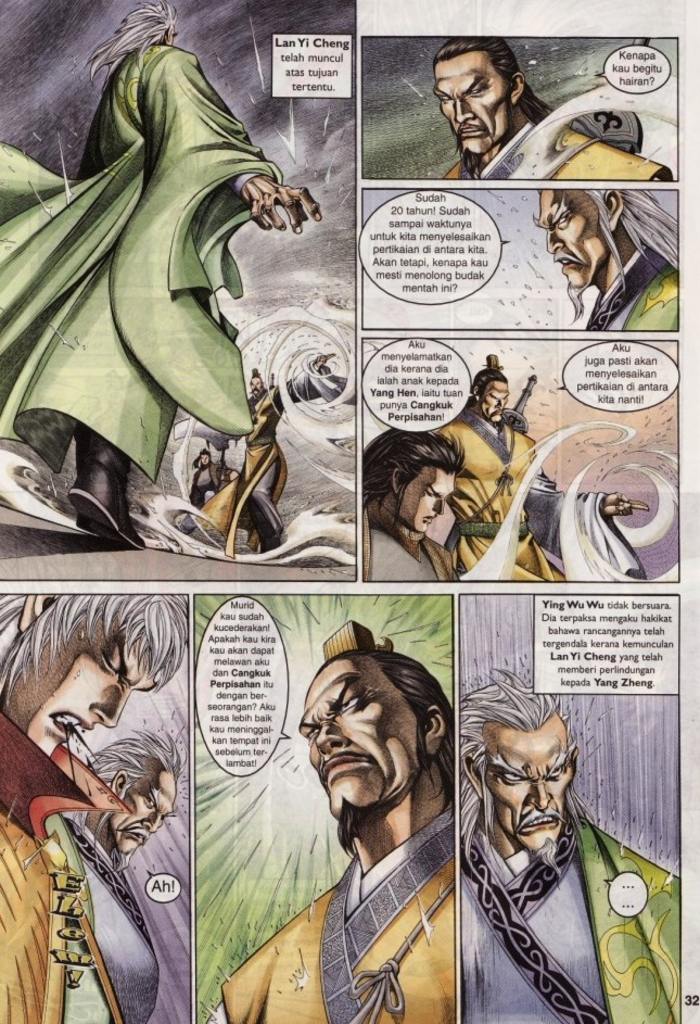 Lan Yi Cheng
telah muncul
atas tujuan
tertentu.
Kenapa
kau begitu
hairan?
Sudah
20 tahun! Sudah
sampai waktunya
untuk kita menyelesaikan
pertikaian di antara kita.
Akan tetapi, kenapa kau
mesti menolong budak
mentah ini?
Aku
menyelamatkan
dia kerana dia
ialah anak kepada
Yang Hen, iaitu tuan
punya Cangkuk
Perpisahan!
Aku
juga pasti akan
menyelesaikan
pertikaian di antara
kita nanti!
Ah!
Murid
kau sudah
kucederakan!
Apakah kau kira
kau akan dapat
melawan aku
dan Cangkuk
Perpisahan itu
dengan ber-
seorangan? Aku
rasa lebih baik
kau meninggal-
kan tempat ini
sebelum ter-
lambat!
Ying Wu Wu tidak bersuara.
Dia terpaksa mengaku hakikat
bahawa rancangannya telah
tergendala kerana kemunculan
Lan Yi Cheng yang telah
memberi perlindungan
kepada Yang Zheng.
...
...
32